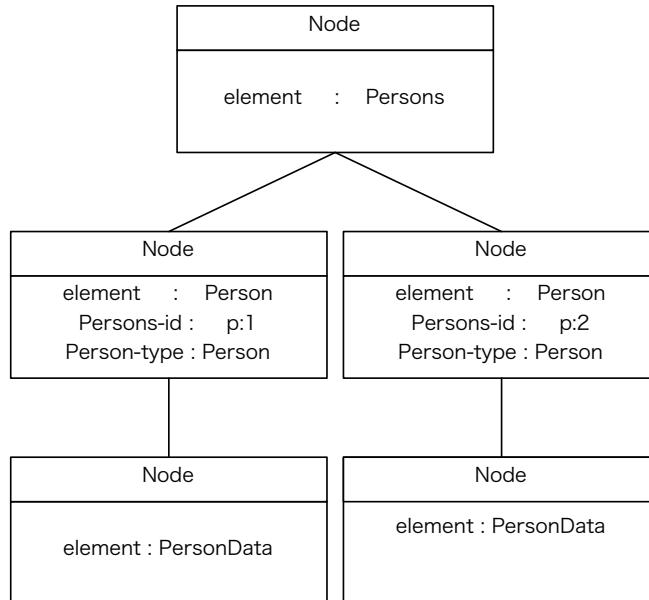 Node
element : Persons
Node
element : Person
Persons-id : p:1
Person-type : Person
Node
element : Person
Persons-id : p:2
Person-type : Person
Node
element : PersonData
Node
element : PersonData